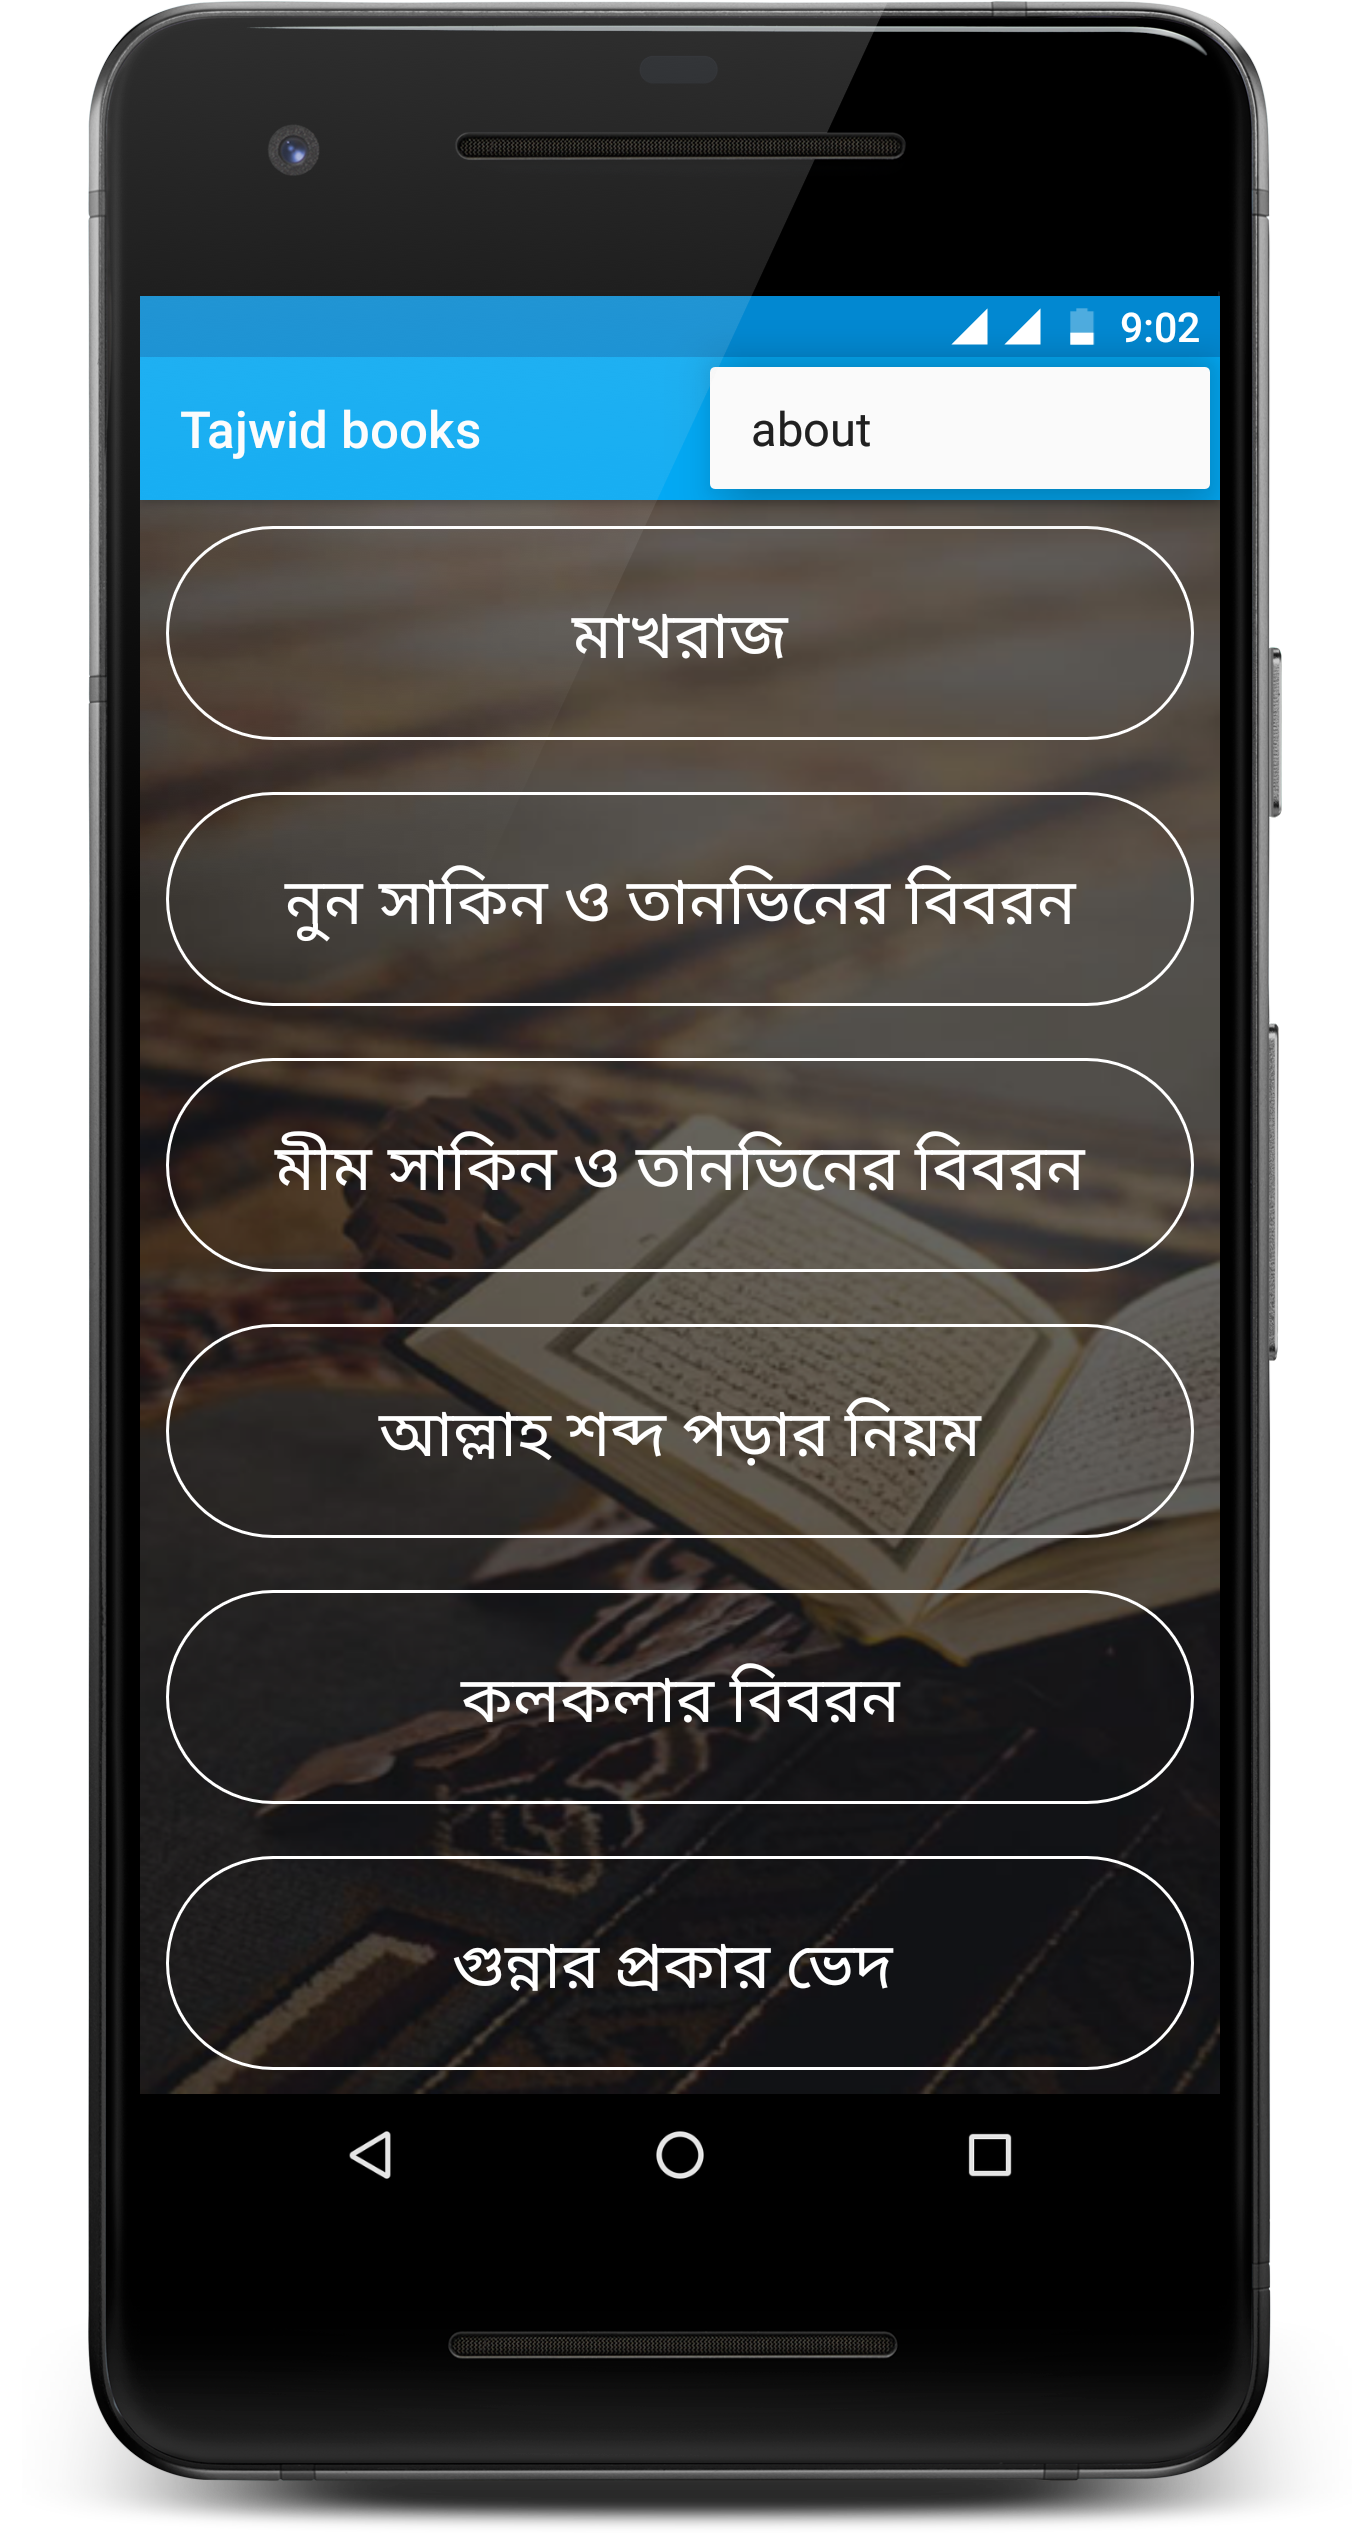 9:02
Tajwid books
about
মাখরাজ
নুন সাকিন ও তানভিনের বিবরন
মীম সাকিন ও তানভিনের বিবরন
আল্লাহ শব্দ পড়ার নিয়ম
কলকলার বিবরন
গুন্নার প্রকার ভেদ